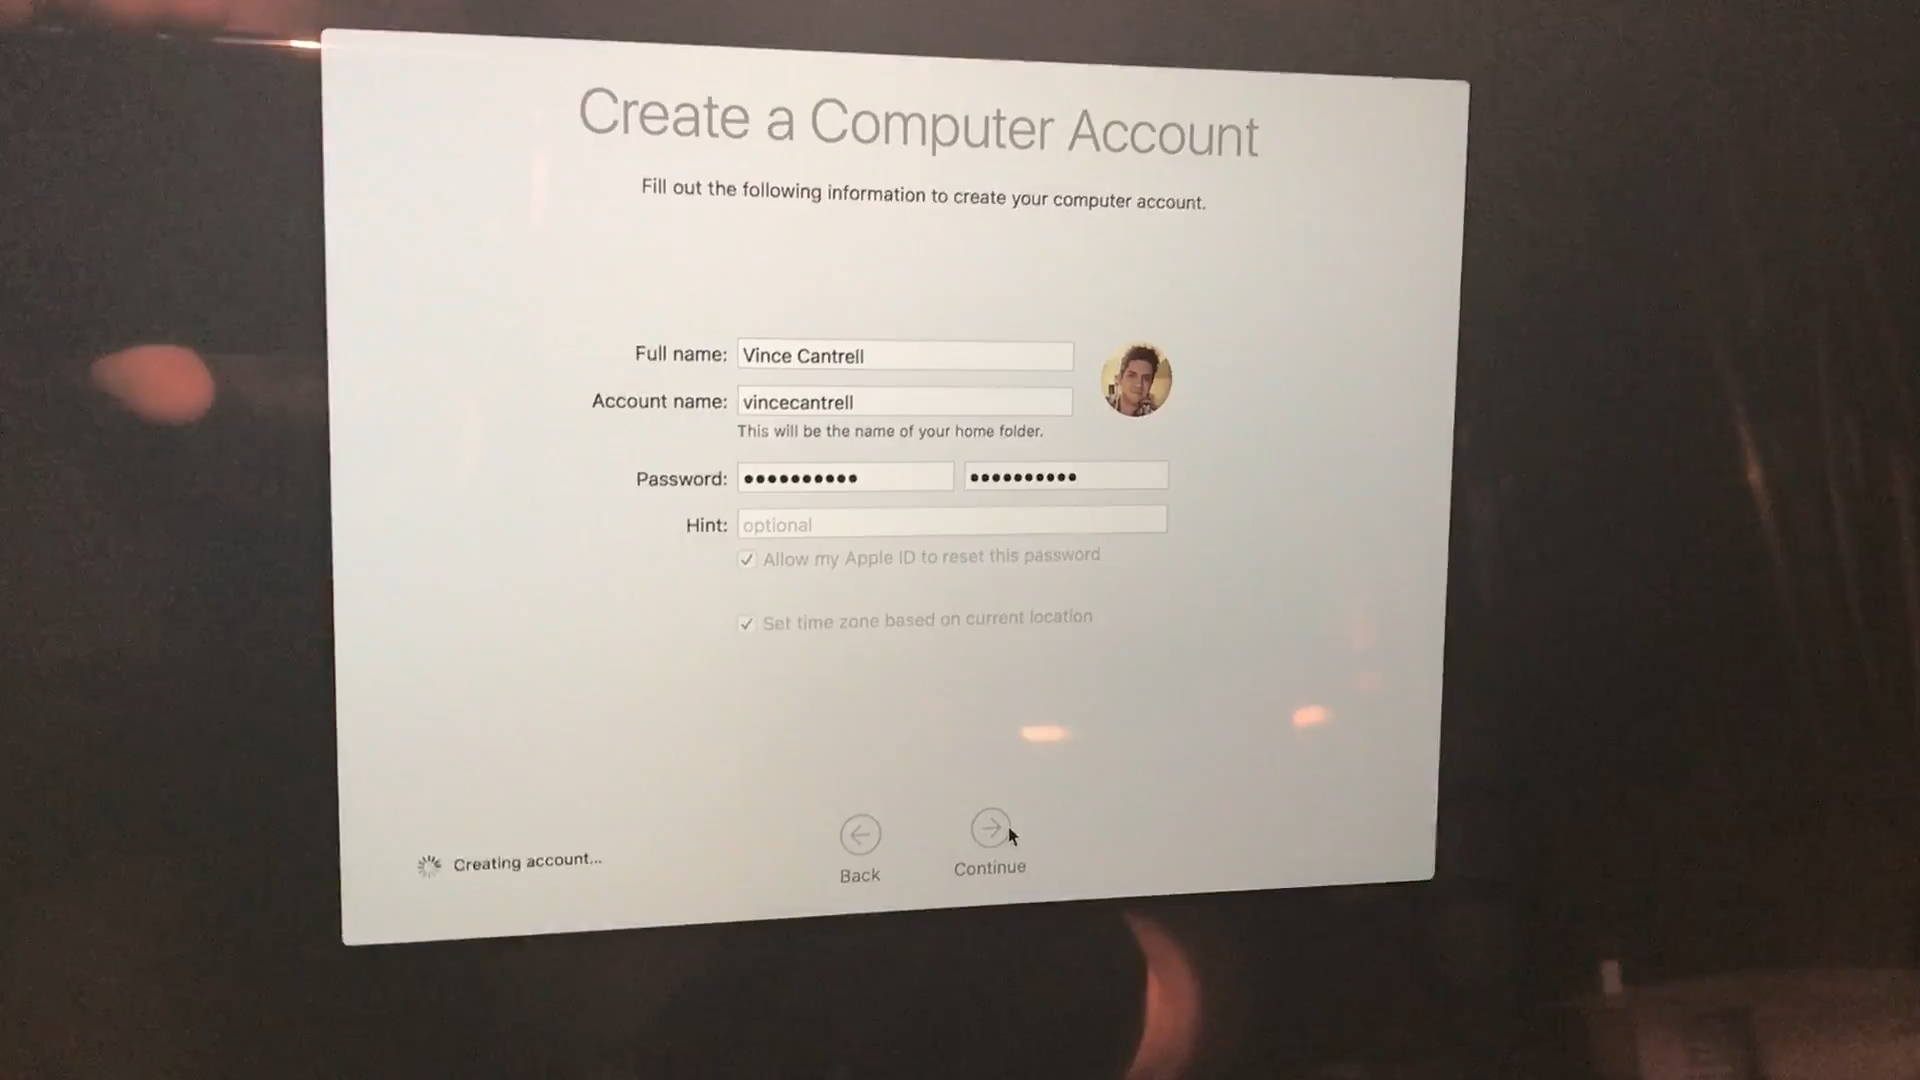 Create a Computer Account
Fill out the following information to create your computer account.
Full name: Vince Cantrell
Account name: vincecantrell
This will be the name of your home folder.
Password: •••••••••• ••••••••••
Hint: optional
Allow my Apple ID to reset this password
Set time zone based on current location
Creating account...
Back
Continue